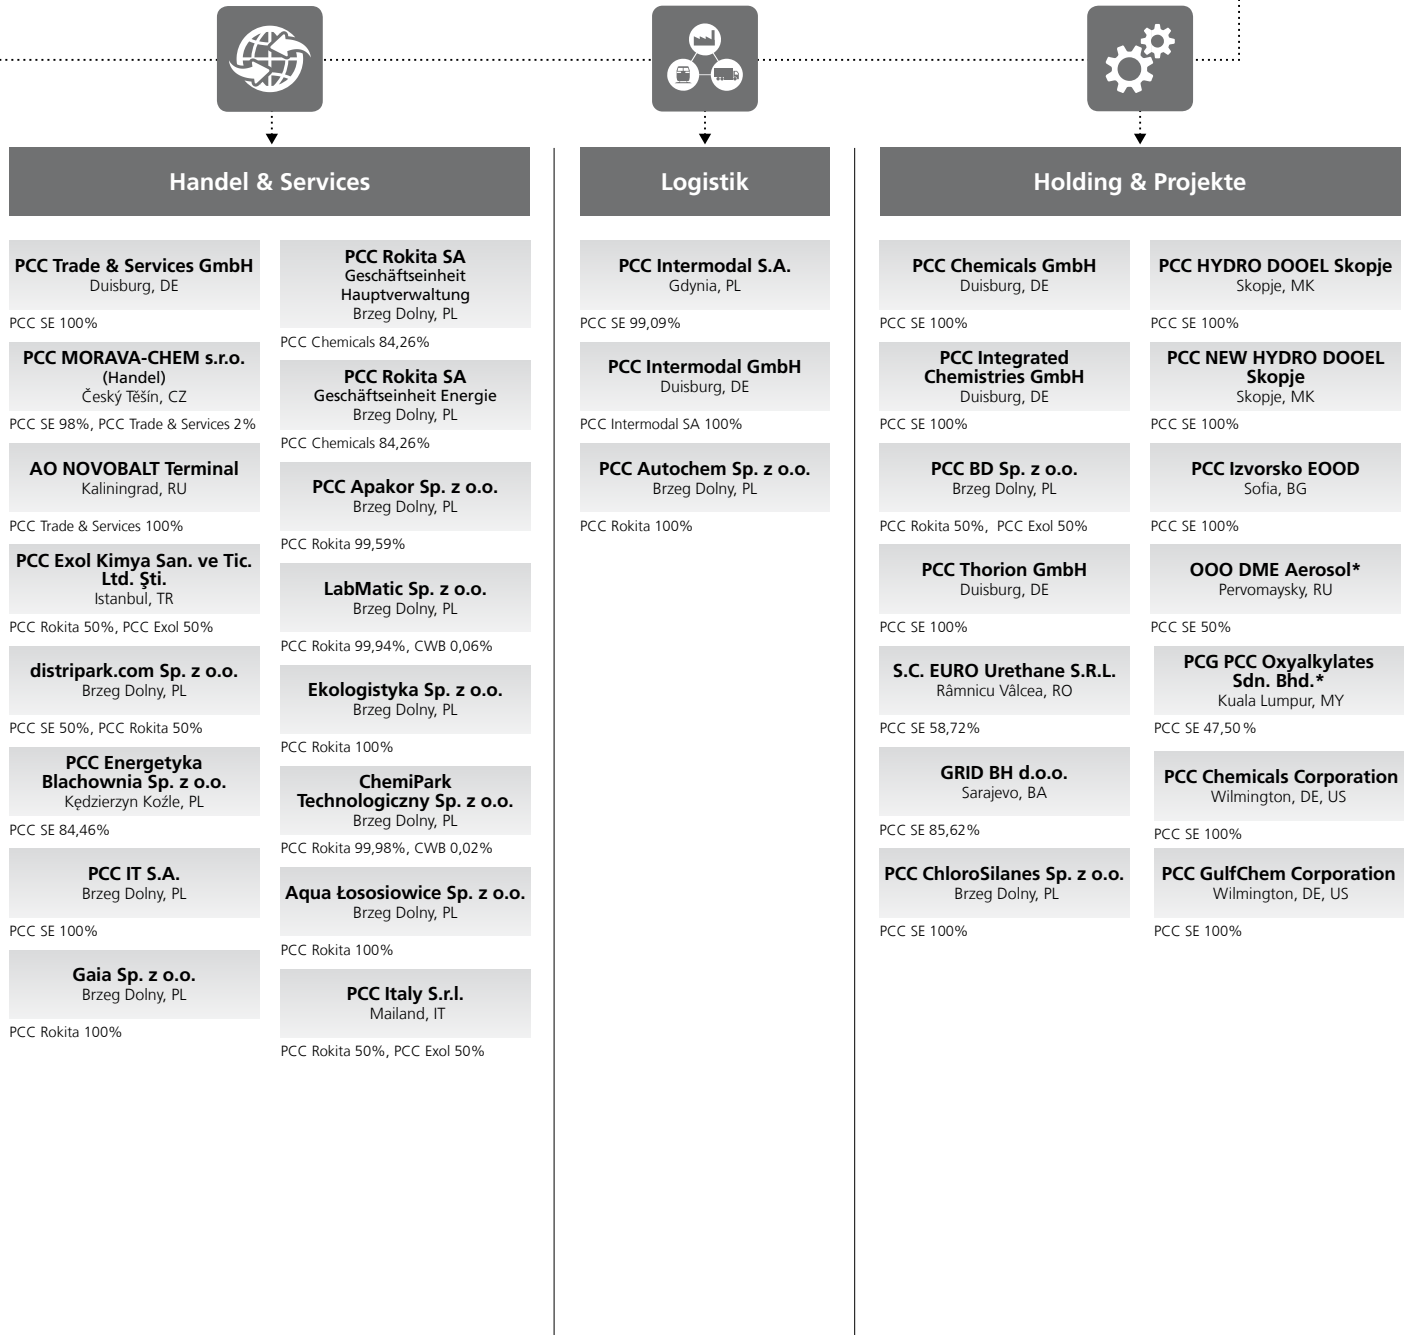 Handel & Services
PCC Trade & Services GmbH
Duisburg, DE
PCC SE 100%
PCC MORAVA-CHEM s.r.o.
(Handel)
Český Těšín, CZ
PCC SE 98%, PCC Trade & Services 2%
AO NOVOBALT Terminal
Kaliningrad, RU
PCC Trade & Services 100%
PCC Exol Kimya San. ve Tic.
Ltd. Şti.
Istanbul, TR
PCC Rokita 50%, PCC Exol 50%
distripark.com Sp. z o.o.
Brzeg Dolny, PL
PCC SE 50%, PCC Rokita 50%
PCC Energetyka
Blachownia Sp. z o.o.
Kędzierzyn Koźle, PL
PCC SE 84,46%
PCC IT S.A.
Brzeg Dolny, PL
PCC SE 100%
Gaia Sp. z o.o.
Brzeg Dolny, PL
PCC Rokita 100%
PCC Rokita SA
Geschäftseinheit
Hauptverwaltung
Brzeg Dolny, PL
PCC Chemicals 84,26%
PCC Rokita SA
Geschäftseinheit Energie
Brzeg Dolny, PL
PCC Chemicals 84,26%
PCC Apakor Sp. z o.o.
Brzeg Dolny, PL
PCC Rokita 99,59%
LabMatic Sp. z o.o.
Brzeg Dolny, PL
PCC Rokita 99,94%, CWB 0,06%
Ekologistyka Sp. z o.o.
Brzeg Dolny, PL
PCC Rokita 100%
ChemiPark
Technologiczny Sp. z o.o.
Brzeg Dolny, PL
PCC Rokita 99,98%, CWB 0,02%
Aqua Łososiowice Sp. z o.o.
Brzeg Dolny, PL
PCC Rokita 100%
PCC Italy S.r.l.
Mailand, IT
PCC Rokita 50%, PCC Exol 50%
Logistik
PCC Intermodal S.A.
Gdynia, PL
PCC SE 99,09%
PCC Intermodal GmbH
Duisburg, DE
PCC Intermodal SA 100%
PCC Autochem Sp. z o.o.
Brzeg Dolny, PL
PCC Rokita 100%
Holding & Projekte
PCC Chemicals GmbH
Duisburg, DE
PCC SE 100%
PCC Integrated
Chemistries GmbH
Duisburg, DE
PCC SE 100%
PCC BD Sp. z o.o.
Brzeg Dolny, PL
PCC Rokita 50%, PCC Exol 50%
PCC Thorion GmbH
Duisburg, DE
PCC SE 100%
S.C. EURO Urethane S.R.L.
Râmnicu Vâlcea, RO
PCC SE 58,72%
GRID BH d.o.o.
Sarajevo, BA
PCC SE 85,62%
PCC ChloroSilanes Sp. z o.o.
Brzeg Dolny, PL
PCC SE 100%
PCC HYDRO DOOEL Skopje
Skopje, MK
PCC SE 100%
PCC NEW HYDRO DOOEL
Skopje
Skopje, MK
PCC SE 100%
PCC Izvorsko EOOD
Sofia, BG
PCC SE 100%
OOO DME Aerosol*
Pervomaysky, RU
PCC SE 50%
PCG PCC Oxyalkylates
Sdn. Bhd.*
Kuala Lumpur, MY
PCC SE 47,50 %
PCC Chemicals Corporation
Wilmington, DE, US
PCC SE 100%
PCC GulfChem Corporation
Wilmington, DE, US
PCC SE 100%